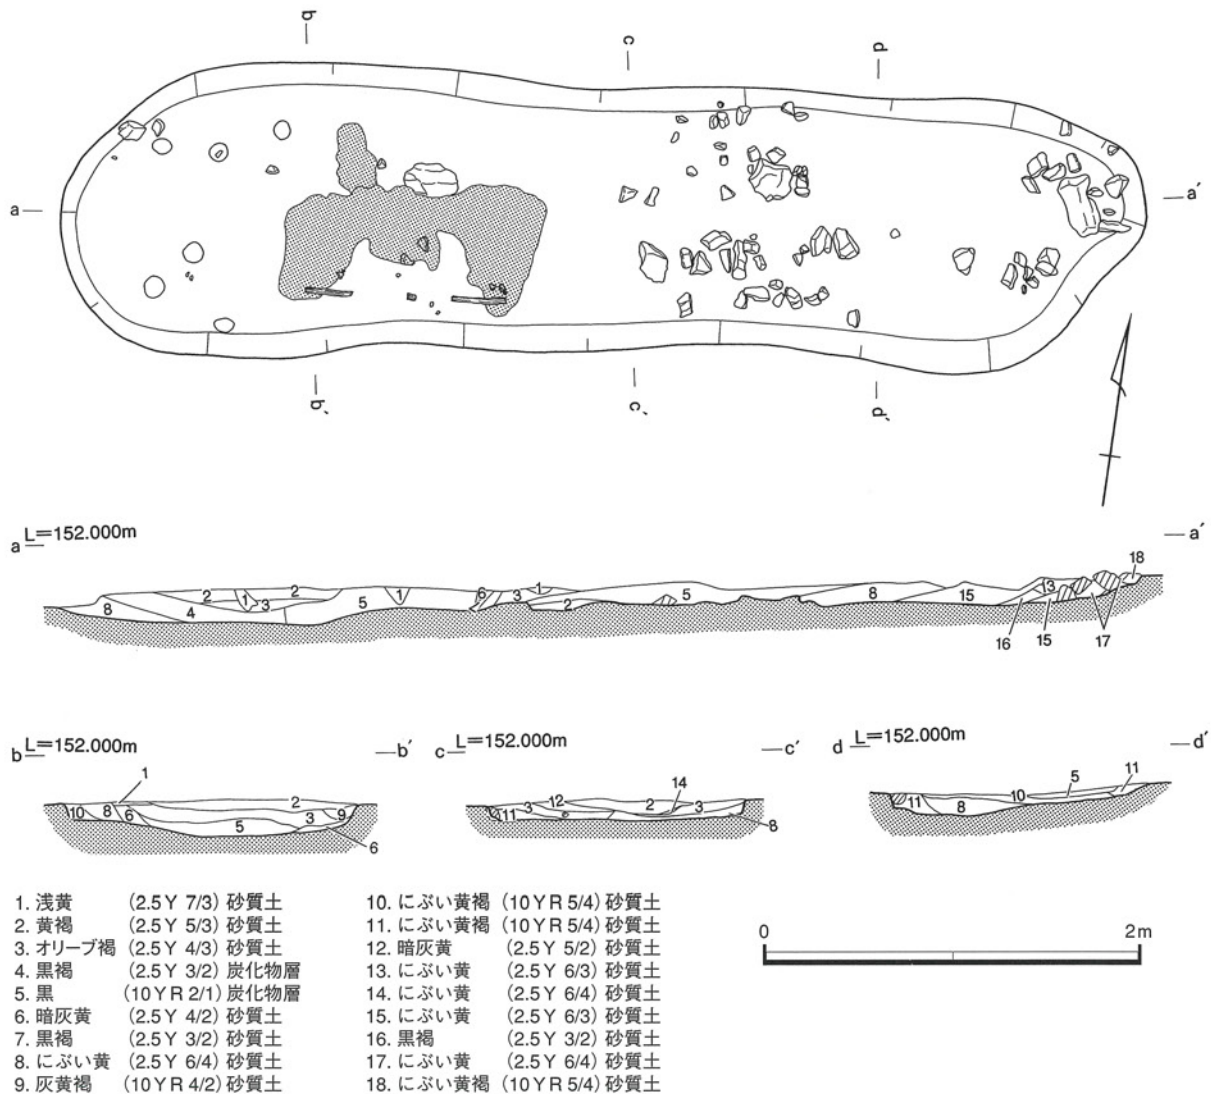 b
c
d
a
a´
b´
c´
d´
a L=152.000m a´
18
2 2 1 6 3 1 13
8 4 1 3 5 2 5 8 15
16 15 17
b L=152.000m b´
c L=152.000m c´
d L=152.000m d´
1
10 8 6 2 5 3 9
6
14
11 3 12 2 3
8
5 11
11 8 10
1. 浅黄 (2.5Y 7/3) 砂質土
2. 黄褐 (2.5Y 5/3) 砂質土
3. オリーブ褐 (2.5Y 4/3) 砂質土
4. 黒褐 (2.5Y 3/2) 炭化物層
5. 黒 (10YR 2/1) 炭化物層
6. 暗灰黄 (2.5Y 4/2) 砂質土
7. 黒褐 (2.5Y 3/2) 砂質土
8. にぶい黄 (2.5Y 6/4) 砂質土
9. 灰黄褐 (10YR 4/2) 砂質土
10. にぶい黄褐 (10YR 5/4) 砂質土
11. にぶい黄褐 (10YR 5/4) 砂質土
12. 暗灰黄 (2.5Y 5/2) 砂質土
13. にぶい黄 (2.5Y 6/3) 砂質土
14. にぶい黄 (2.5Y 6/4) 砂質土
15. にぶい黄 (2.5Y 6/3) 砂質土
16. 黒褐 (2.5Y 3/2) 砂質土
17. にぶい黄 (2.5Y 6/4) 砂質土
18. にぶい黄褐 (10YR 5/4) 砂質土
0 2m